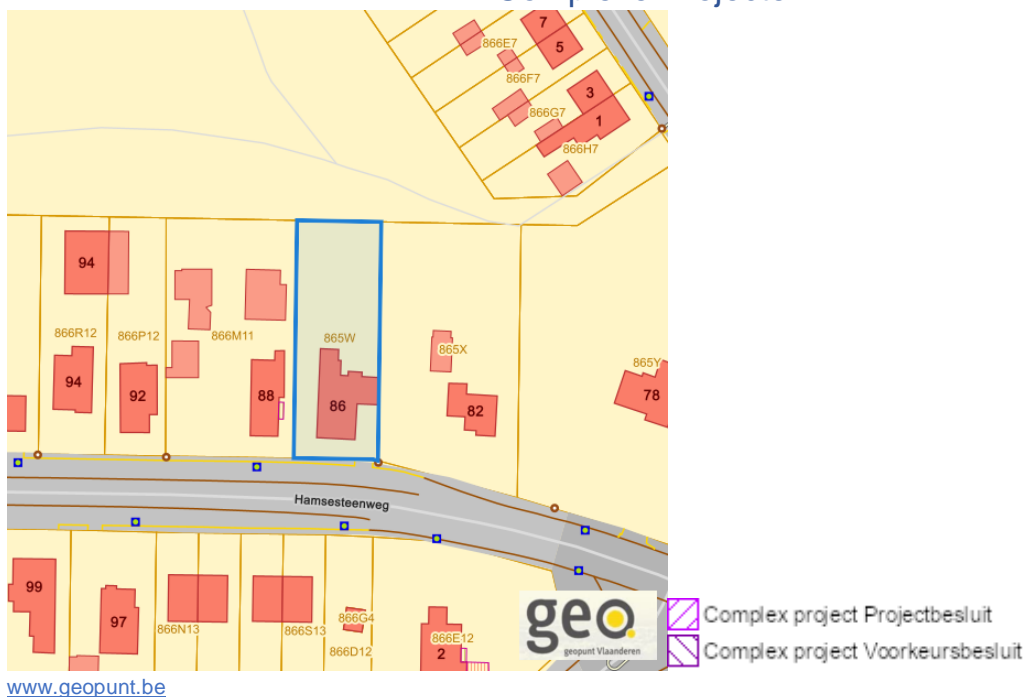 7
5
866E7
866F7
3
1
866G7
866H7
94
866R12
866P12
866M11
865W
865X
865Y
94
92
88
86
82
78
Hamsesteenweg
99
97
866N13
866S13
866G4
866D12
866E12
2
geo
geopunt Vlaanderen
Complex project Projectbesluit
Complex project Voorkeursbesluit
www.geopunt.be